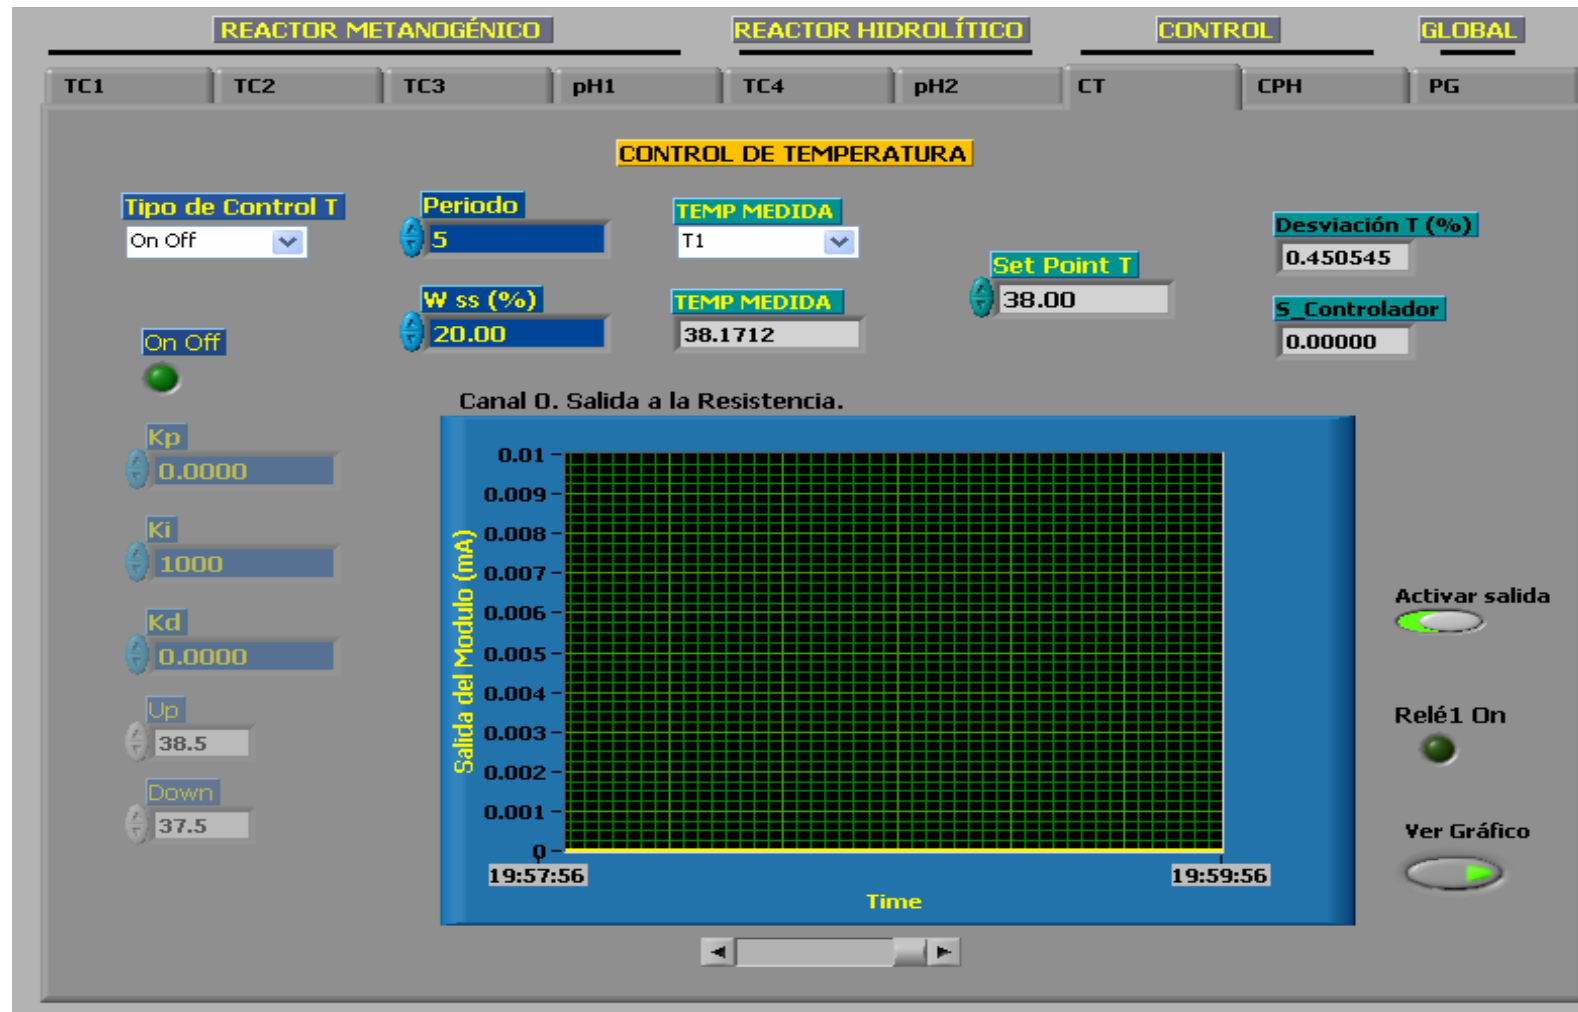 REACTOR METANOGÉNICO REACTOR HIDROLÍTICO CONTROL GLOBAL
TC1 TC2 TC3 pH1 TC4 pH2 CT CPH PG
CONTROL DE TEMPERATURA
Tipo de Control T
On Off
Periodo
5
TEMP MEDIDA
T1
Desviación T (%)
0.450545
Set Point T
38.00
W ss (%)
20.00
TEMP MEDIDA
38.1712
S_Controlador
0.00000
On Off
Kp
0.0000
Ki
1000
Kd
0.0000
Up
38.5
Down
37.5
Canal 0. Salida a la Resistencia.
Salida del Modulo (mA)
0.01
0.009
0.008
0.007
0.006
0.005
0.004
0.003
0.002
0.001
0
19:57:56 19:59:56
Time
Activar salida
Relé1 On
Ver Gráfico